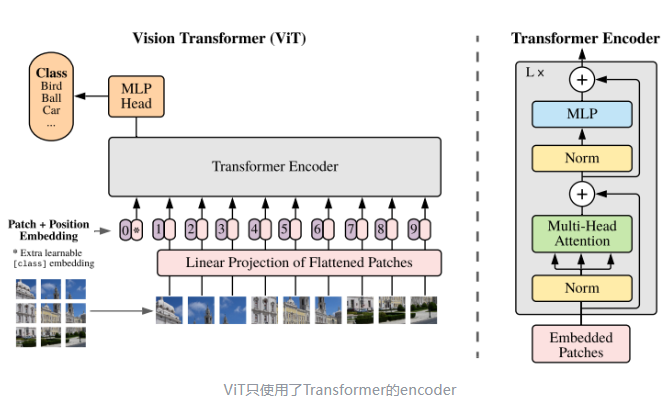 Vision Transformer (ViT)
Class
Bird
Ball
Car
...
MLP
Head
Transformer Encoder
Patch + Position
Embedding
0 * 1 2 3 4 5 6 7 8 9
* Extra learnable
[class] embedding
Linear Projection of Flattened Patches
Transformer Encoder
L x
+
MLP
Norm
+
Multi-Head
Attention
Norm
Embedded
Patches
ViT只使用了Transformer的encoder